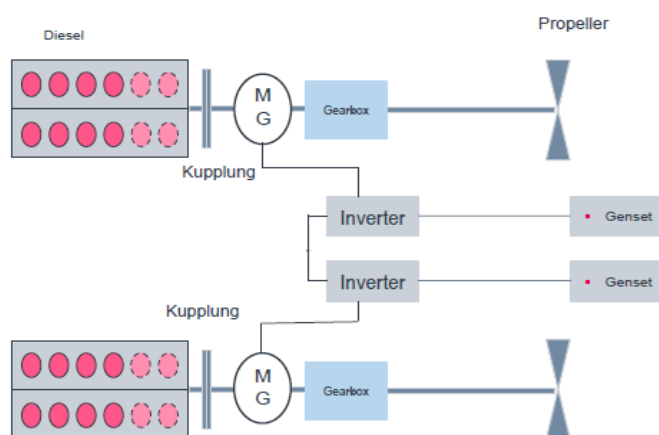 Propeller
Diesel
M
G
Gearbox
Kupplung
Inverter
Genset
Inverter
Genset
Kupplung
M
G
Gearbox